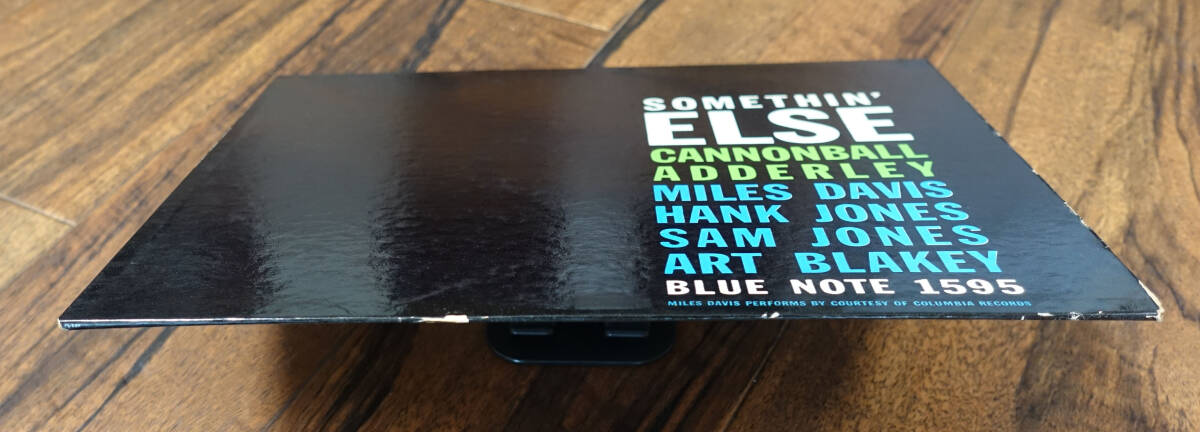 SOMETHIN'
ELSE
CANNONBALL
ADDERLEY
MILES DAVIS
HANK JONES
SAM JONES
ART BLAKEY
BLUE NOTE 1595
MILES DAVIS PERFORMS BY COURTESY OF COLUMBIA RECORDS